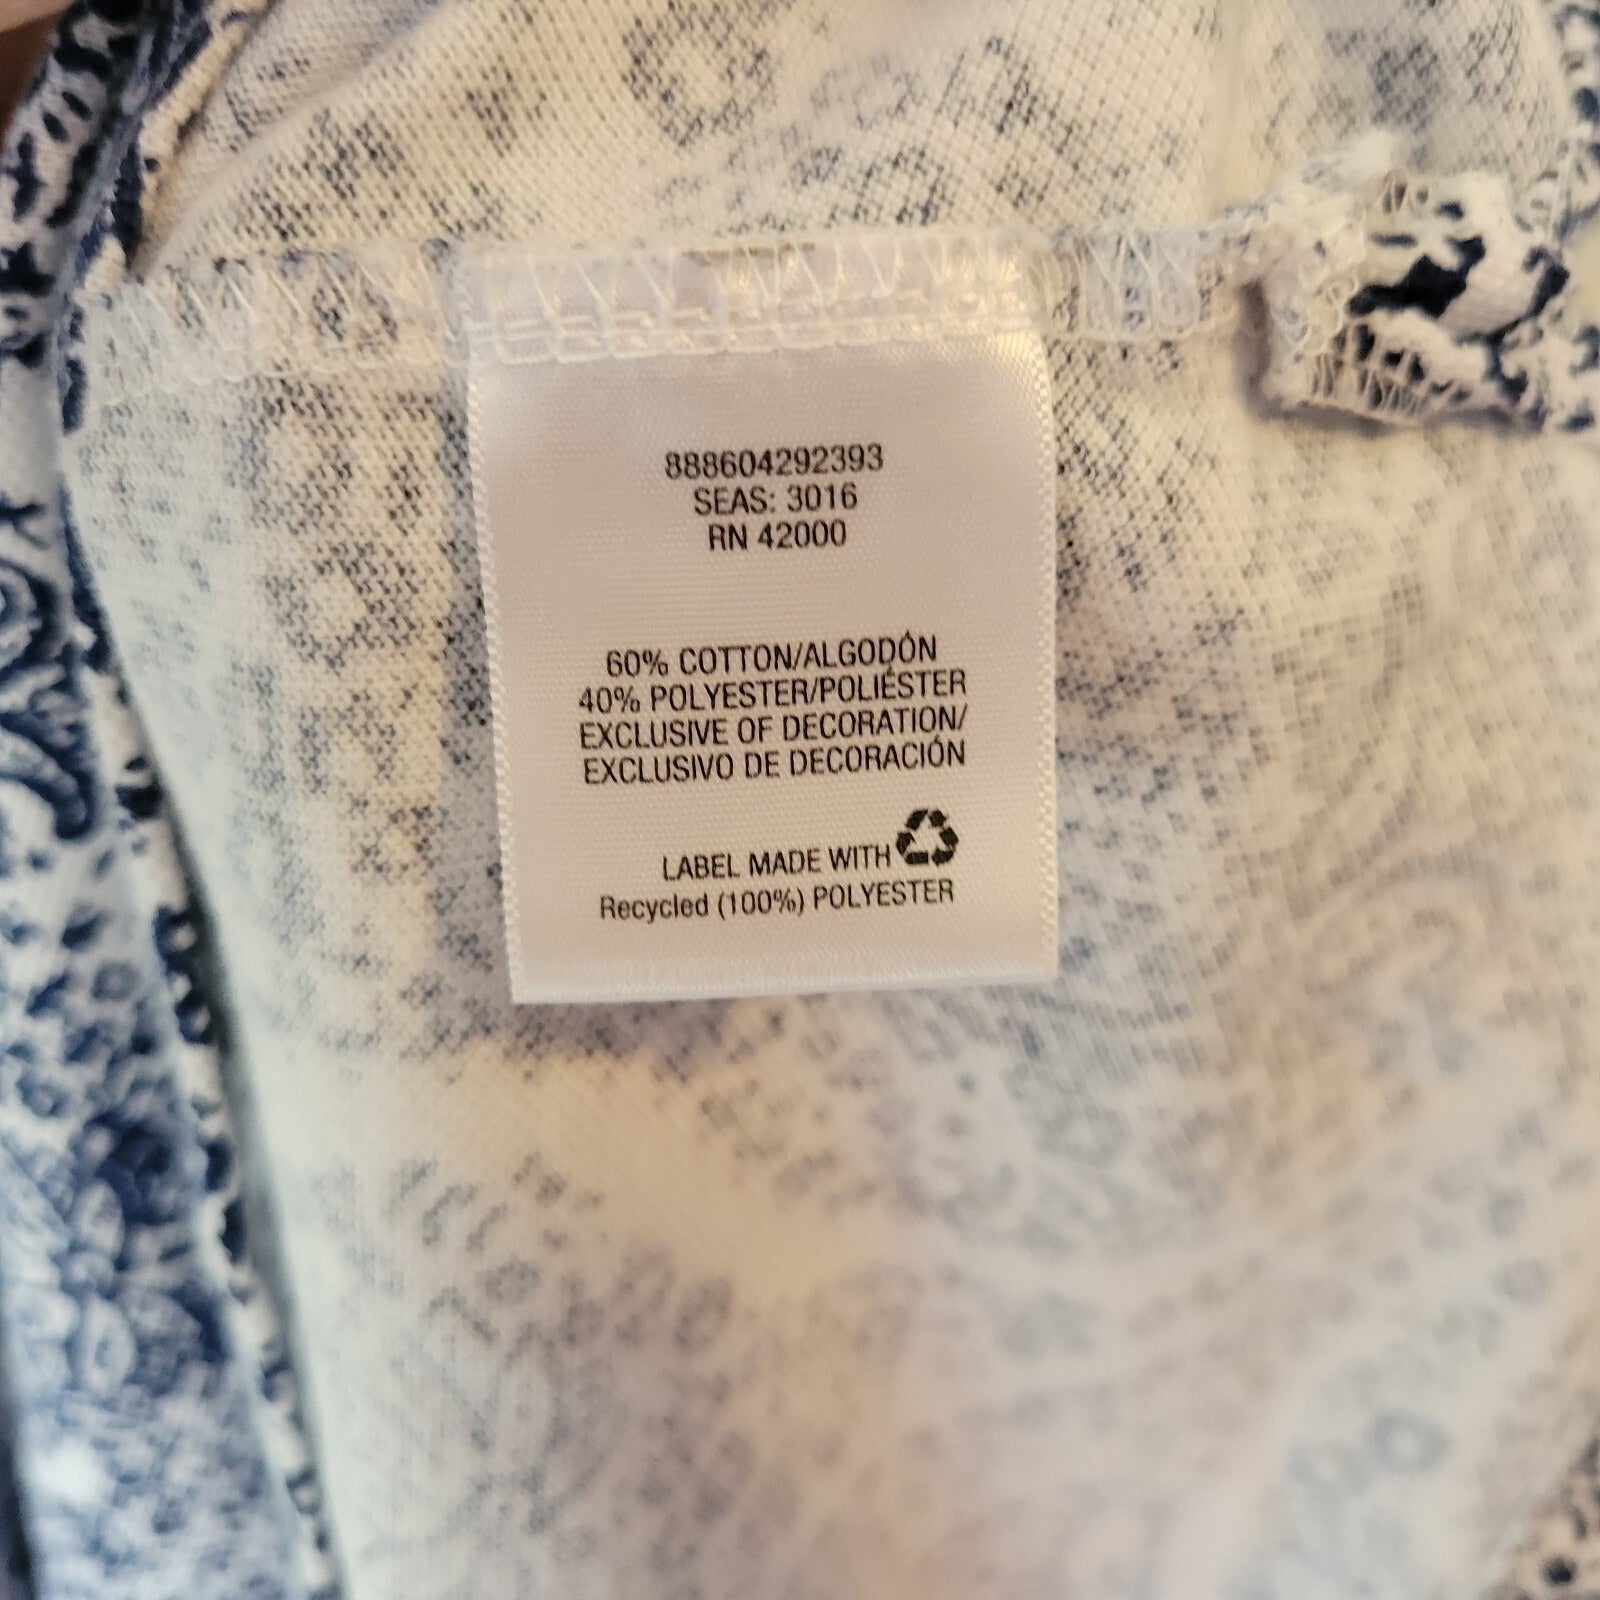 888604292393
SEAS: 3016
RN 42000
60% COTTON/ALGODÓN
40% POLYESTER/POLIÉSTER
EXCLUSIVE OF DECORATION/
EXCLUSIVO DE DECORACIÓN
LABEL MADE WITH
Recycled (100%) POLYESTER